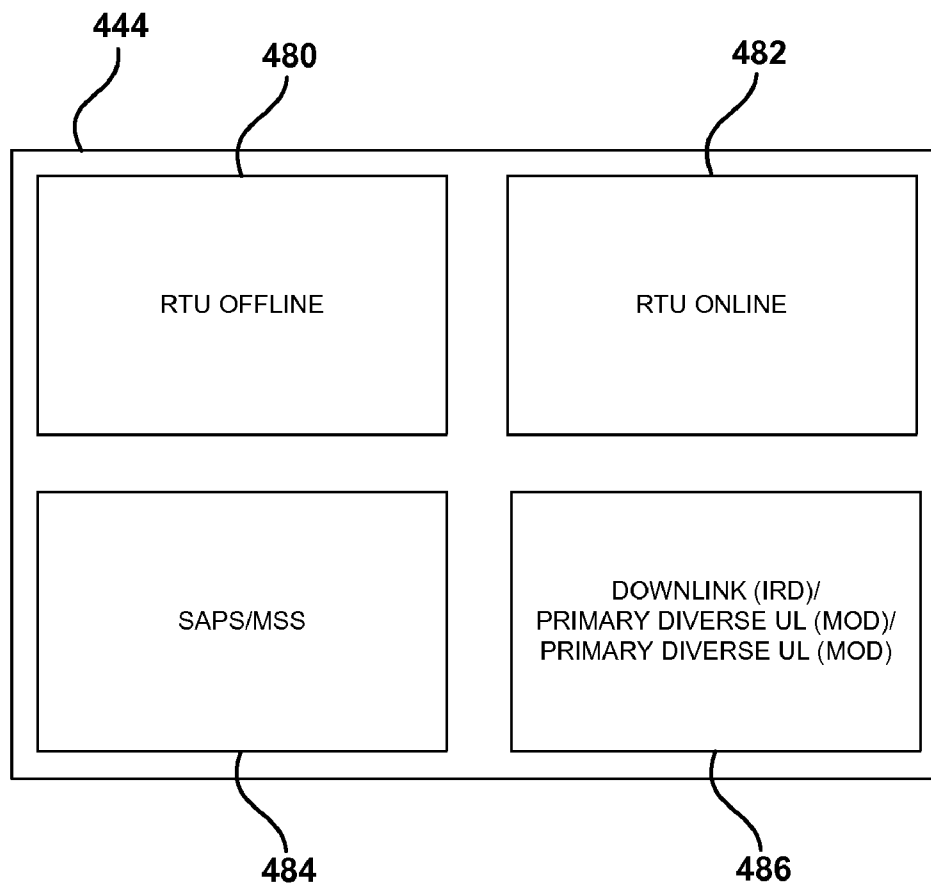 444
480
482
RTU OFFLINE
RTU ONLINE
SAPS/MSS
DOWNLINK (IRD)/
PRIMARY DIVERSE UL (MOD)/
PRIMARY DIVERSE UL (MOD)
484
486